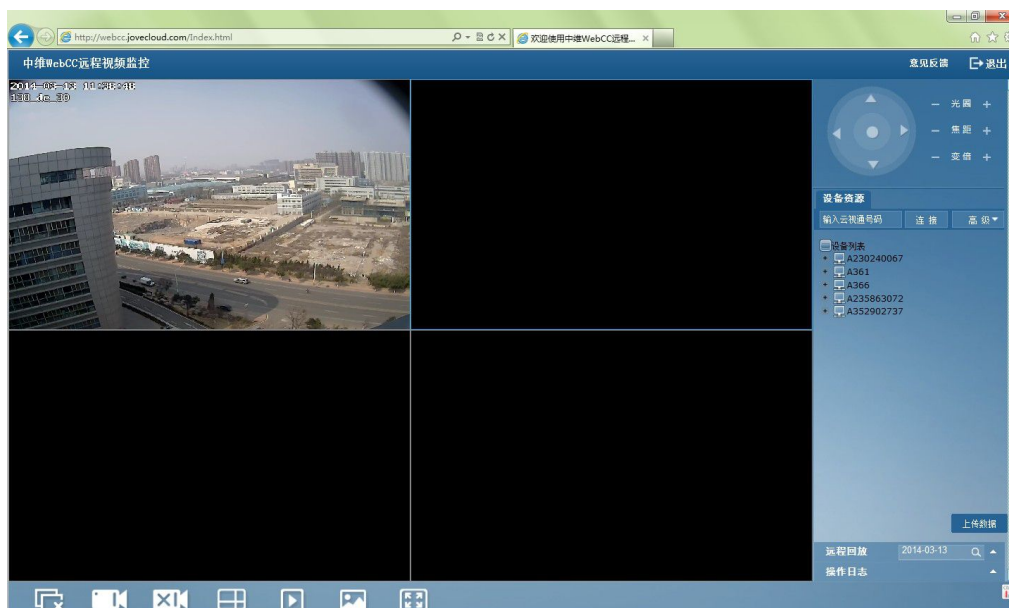 http://webcc.jovecloud.com/Index.html
欢迎使用中维WebCC远程...
中维WebCC远程视频监控
意见反馈
退出
光圈
焦距
变倍
设备资源
输入云视通号码 连接 高级
设备列表
A230240067
A361
A366
A235863072
A352902737
上传数据
远程回放 2014-03-13
操作日志